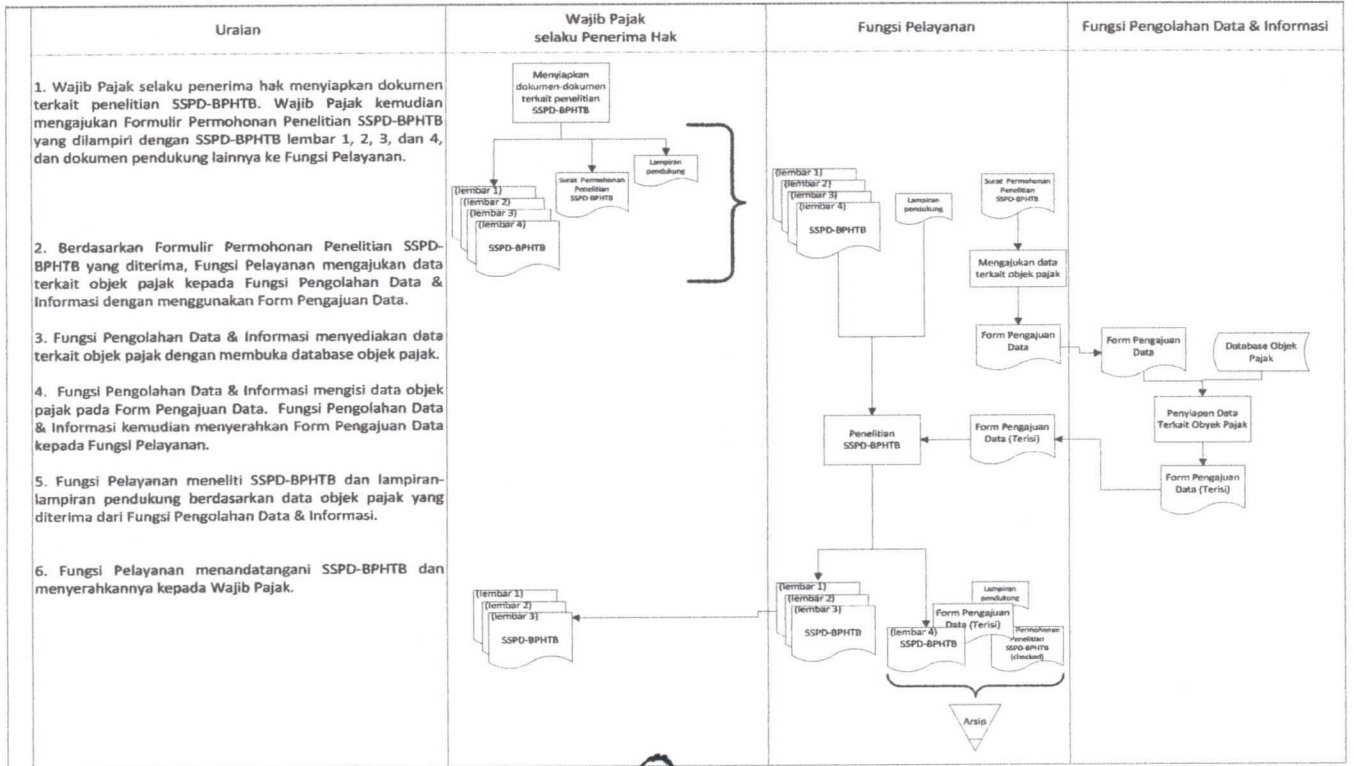 Uraian
Wajib Pajak
selaku Penerima Hak
Fungsi Pelayanan
Fungsi Pengolahan Data & Informasi
1. Wajib Pajak selaku penerima hak menyiapkan dokumen
terkait penelitian SSPD-BPHTB. Wajib Pajak kemudian
mengajukan Formulir Permohonan Penelitian SSPD-BPHTB
yang dilampiri dengan SSPD-BPHTB lembar 1, 2, 3, dan 4,
dan dokumen pendukung lainnya ke Fungsi Pelayanan.
2. Berdasarkan Formulir Permohonan Penelitian SSPD-
BPHTB yang diterima, Fungsi Pelayanan mengajukan data
terkait objek pajak kepada Fungsi Pengolahan Data &
Informasi dengan menggunakan Form Pengajuan Data.
3. Fungsi Pengolahan Data & Informasi menyediakan data
terkait objek pajak dengan membuka database objek pajak.
4. Fungsi Pengolahan Data & Informasi mengisi data objek
pajak pada Form Pengajuan Data. Fungsi Pengolahan Data
& Informasi kemudian menyerahkan Form Pengajuan Data
kepada Fungsi Pelayanan.
5. Fungsi Pelayanan meneliti SSPD-BPHTB dan lampiran-
lampiran pendukung berdasarkan data objek pajak yang
diterima dari Fungsi Pengolahan Data & Informasi.
6. Fungsi Pelayanan menandatangani SSPD-BPHTB dan
menyerahkannya kepada Wajib Pajak.
Menyiapkan
dokumen-dokumen
terkait penelitian
SSPD-BPHTB
(lembar 1)
(lembar 2)
(lembar 3)
(lembar 4)
SSPD-BPHTB
Surat Permohonan
Penelitian
SSPD-BPHTB
Lampiran
pendukung
(lembar 1)
(lembar 2)
(lembar 3)
(lembar 4)
SSPD-BPHTB
Lampiran
pendukung
Surat Permohonan
Penelitian
SSPD-BPHTB
Mengajukan data
terkait objek pajak
Form Pengajuan
Data
Form Pengajuan
Data
Database Objek
Pajak
Penyiapan Data
Terkait Obyek Pajak
Form Pengajuan
Data (Terisi)
Form Pengajuan
Data (Terisi)
Penelitian
SSPD-BPHTB
(lembar 1)
(lembar 2)
(lembar 3)
SSPD-BPHTB
(lembar 1)
(lembar 2)
(lembar 3)
SSPD-BPHTB
(lembar 4)
SSPD-BPHTB
Lampiran
pendukung
Form Pengajuan
Data (Terisi)
Permohonan
Penelitian
SSPD-BPHTB
(checked)
Arsip